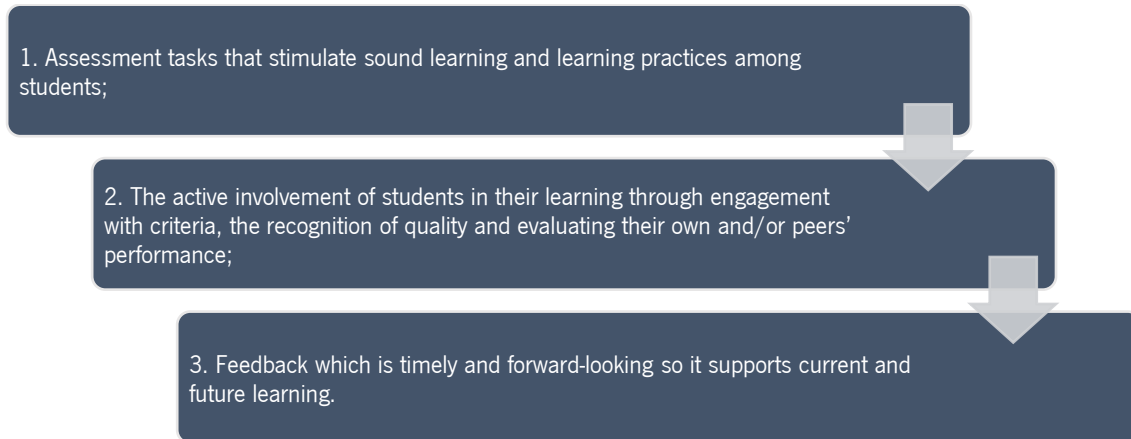 1. Assessment tasks that stimulate sound learning and learning practices among
students;
2. The active involvement of students in their learning through engagement
with criteria, the recognition of quality and evaluating their own and/or peers’
performance;
3. Feedback which is timely and forward-looking so it supports current and
future learning.